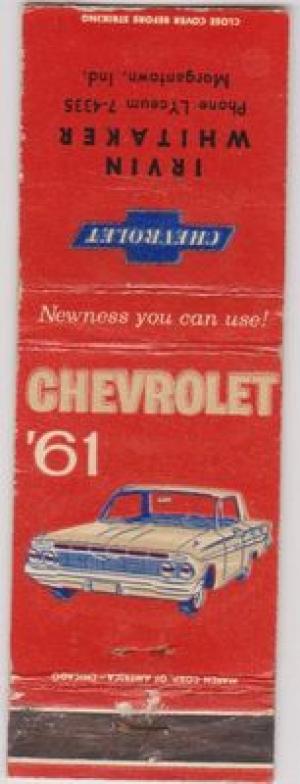 CLOSE COVER BEFORE STRIKING
CHEVROLET
IRVIN
WHITAKER
Phone LYceum 7-4335
Morgantown, Ind.
Newness you can use!
CHEVROLET
'61
MATCH CORP. OF AMERICA - CHICAGO